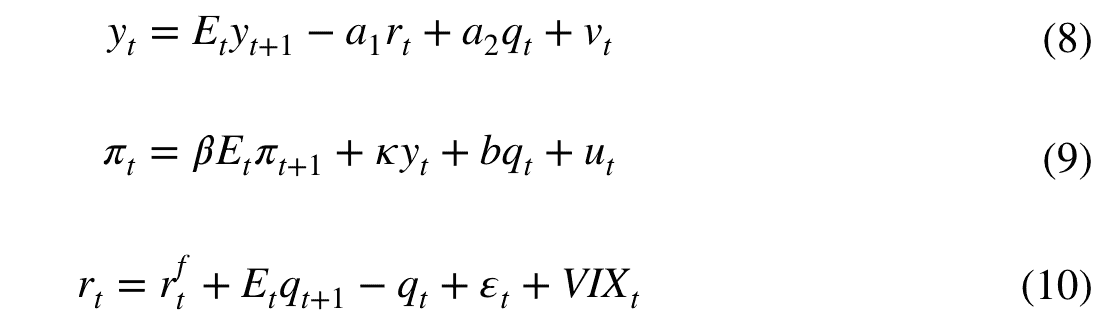 y_t = E_t y_{t+1} − a_1 r_t + a_2 q_t + v_t (8)
π_t = βE_t π_{t+1} + κy_t + bq_t + u_t (9)
r_t = r_t^f + E_t q_{t+1} − q_t + ε_t + VIX_t (10)